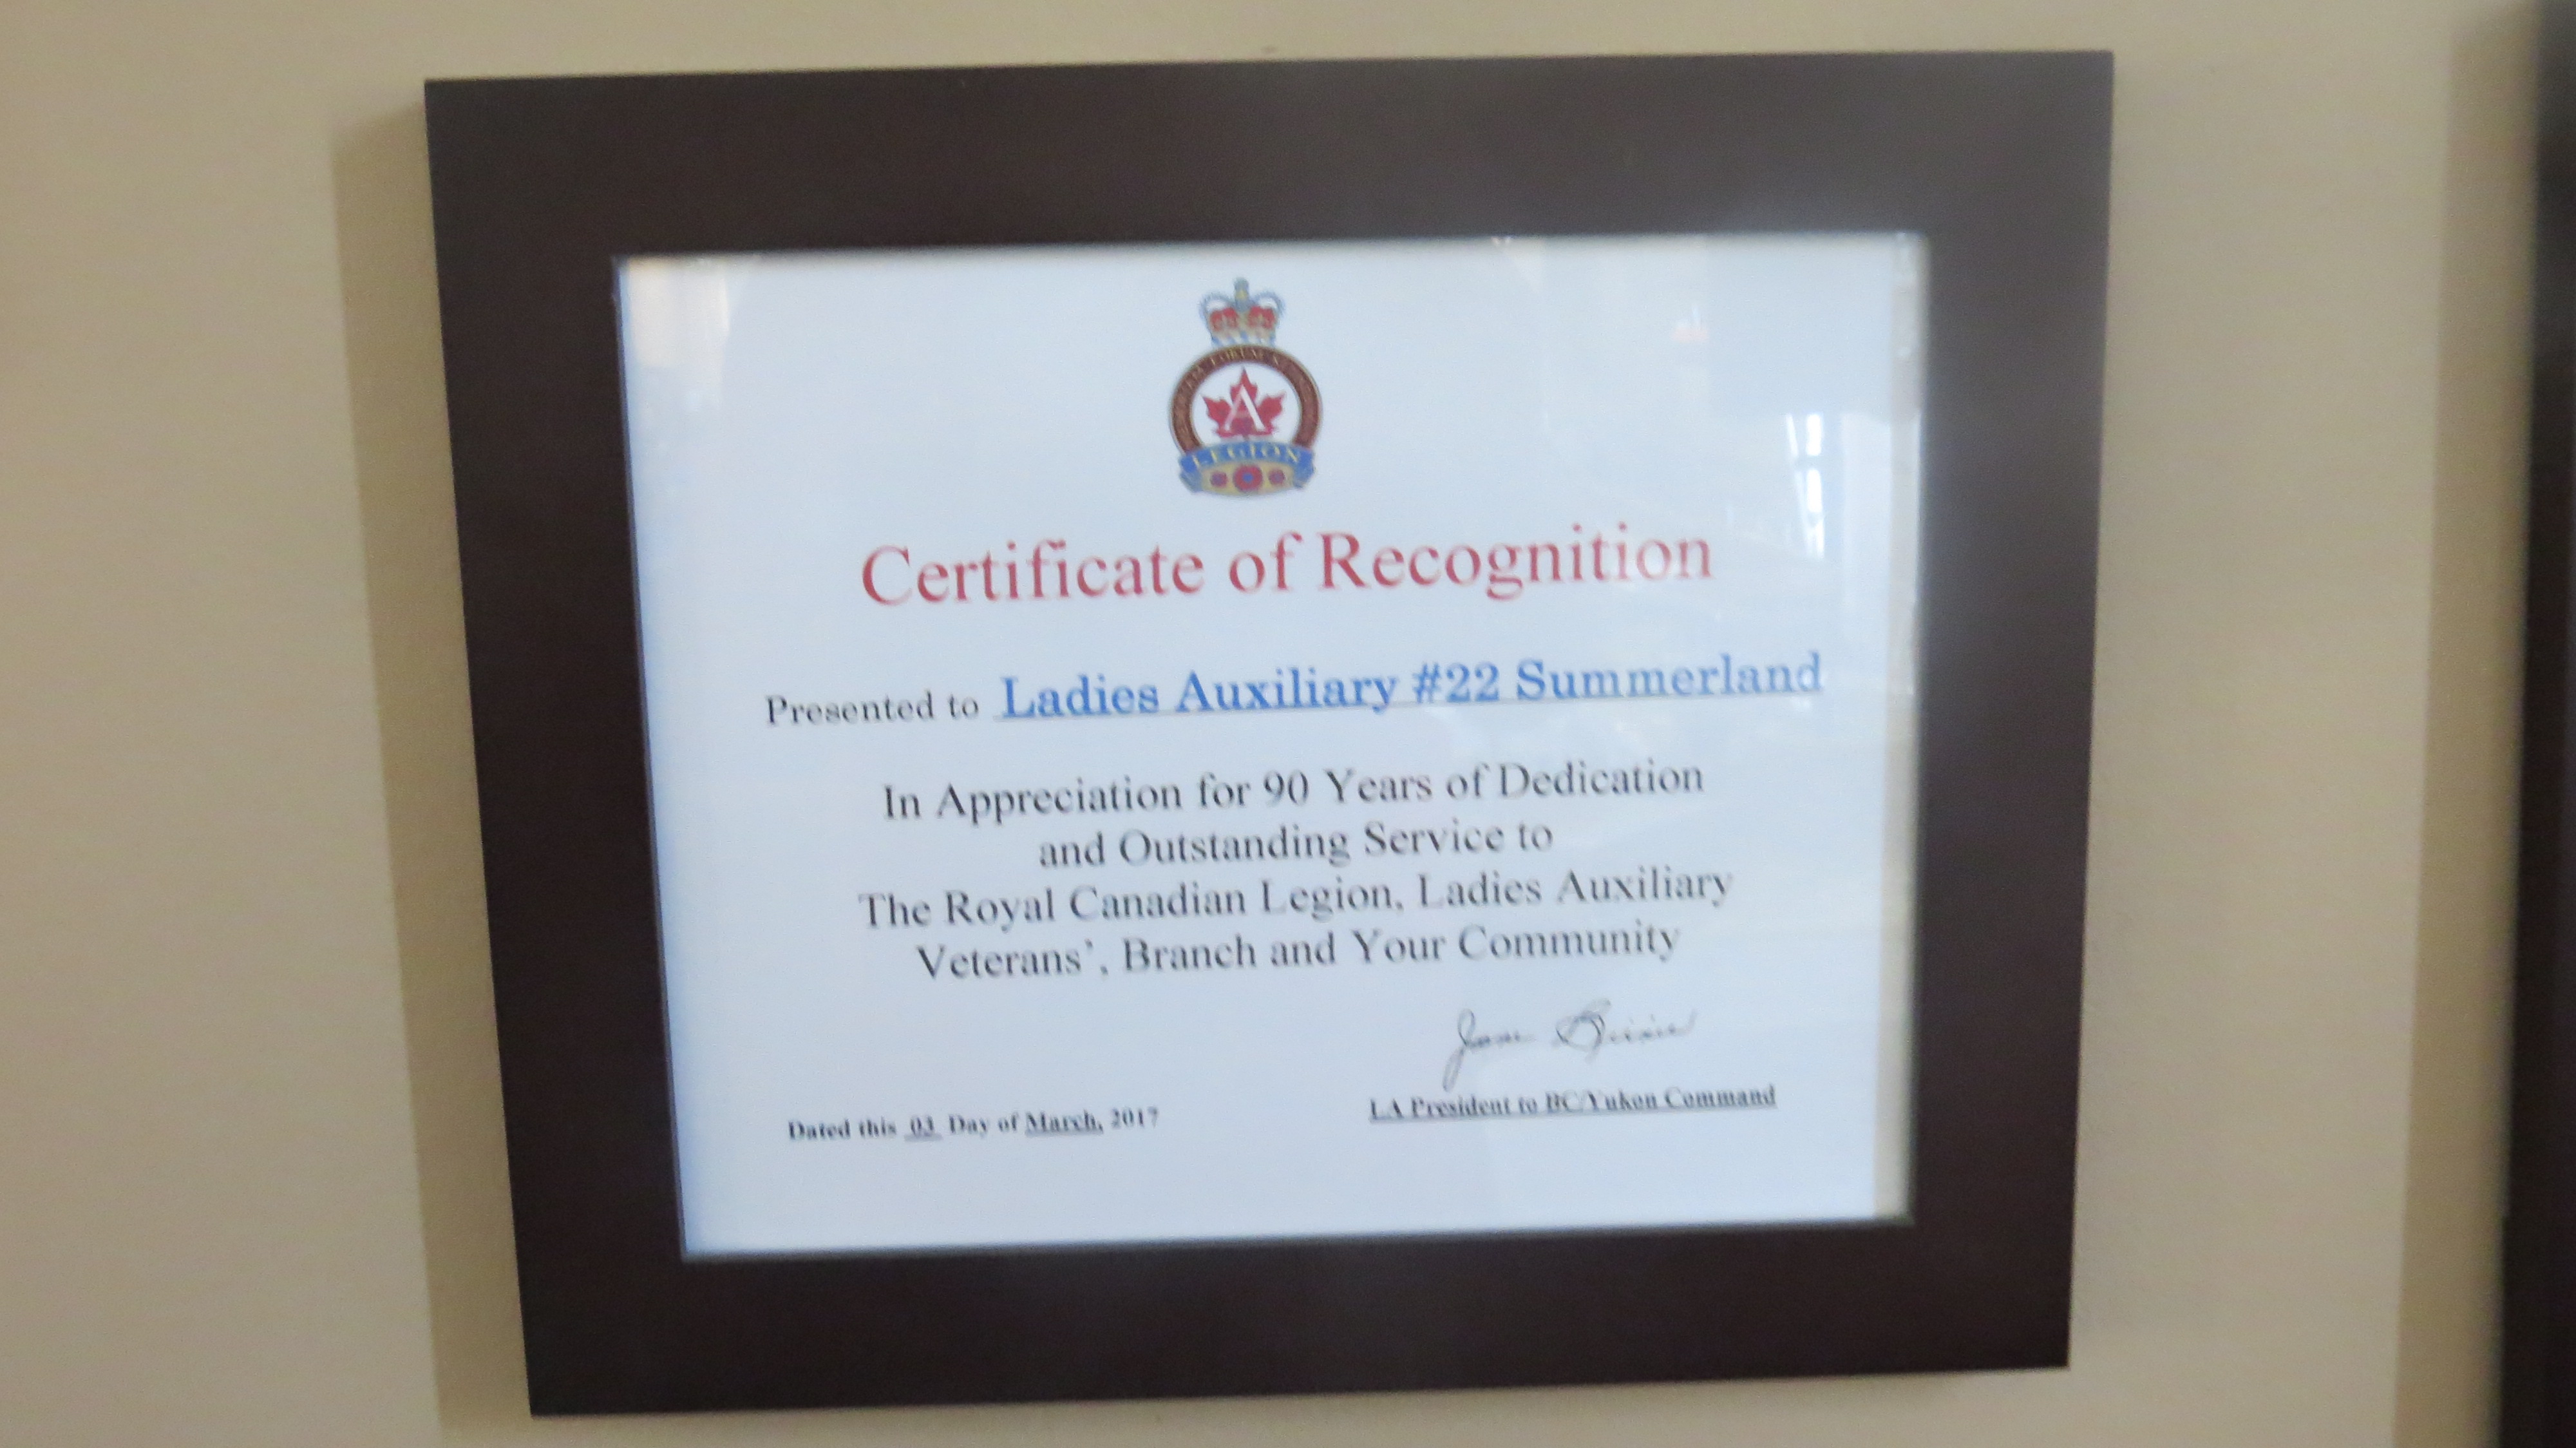 LEGION
Certificate of Recognition
Presented to Ladies Auxiliary #22 Summerland
In Appreciation for 90 Years of Dedication
and Outstanding Service to
The Royal Canadian Legion, Ladies Auxiliary
Veterans', Branch and Your Community
Dated this 03 Day of March, 2017
LA President to BC/Yukon Command